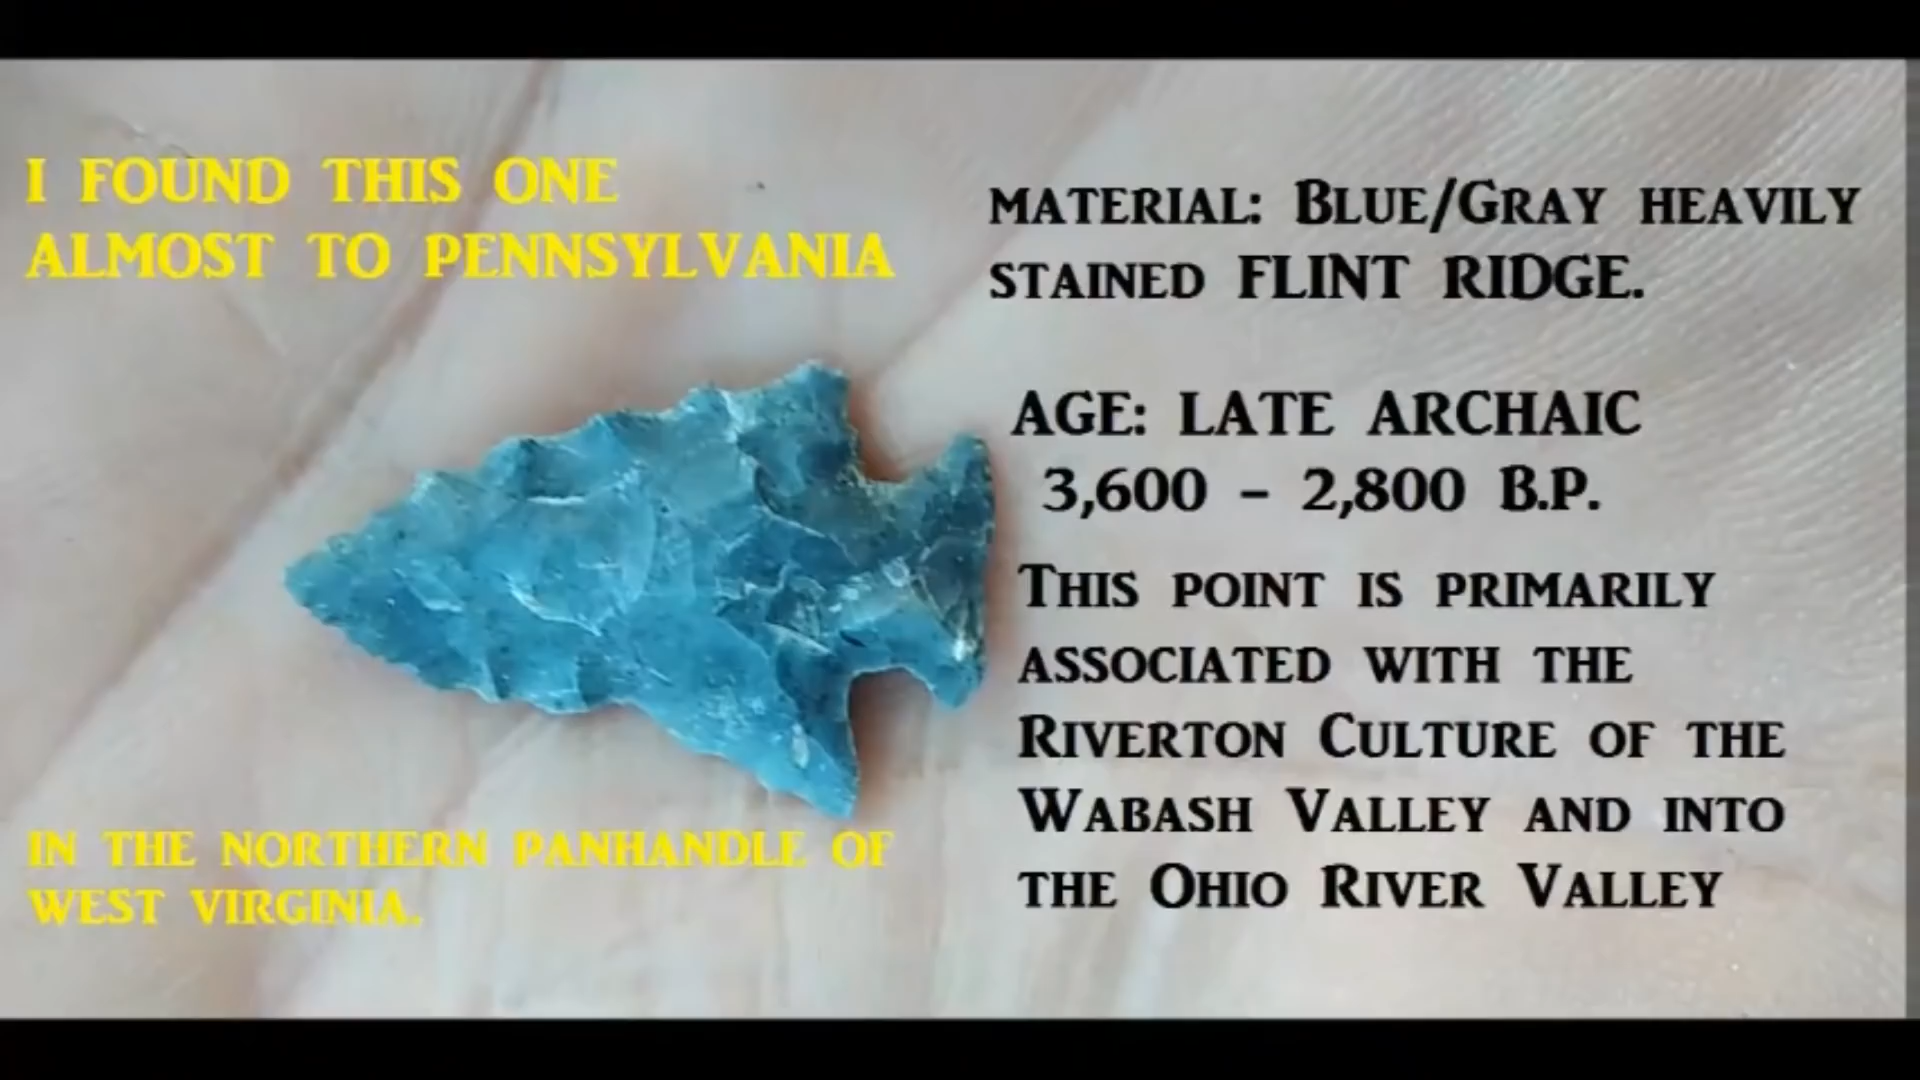 I FOUND THIS ONE
ALMOST TO PENNSYLVANIA
IN THE NORTHERN PANHANDLE OF
WEST VIRGINIA.
MATERIAL: BLUE/GRAY HEAVILY
STAINED FLINT RIDGE.
AGE: LATE ARCHAIC
3,600 – 2,800 B.P.
THIS POINT IS PRIMARILY
ASSOCIATED WITH THE
RIVERTON CULTURE OF THE
WABASH VALLEY AND INTO
THE OHIO RIVER VALLEY